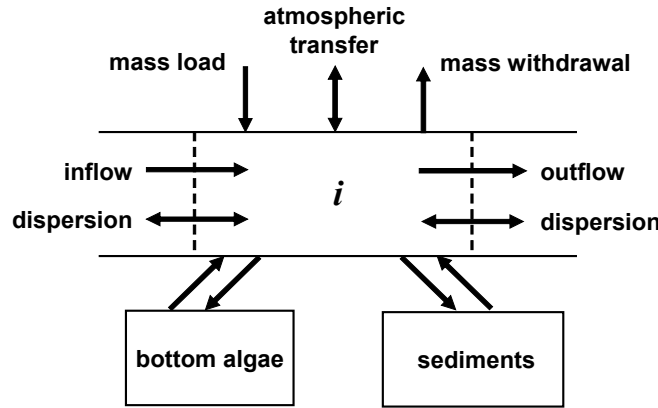 atmospheric
transfer
mass load
mass withdrawal
inflow
i
outflow
dispersion
dispersion
bottom algae
sediments